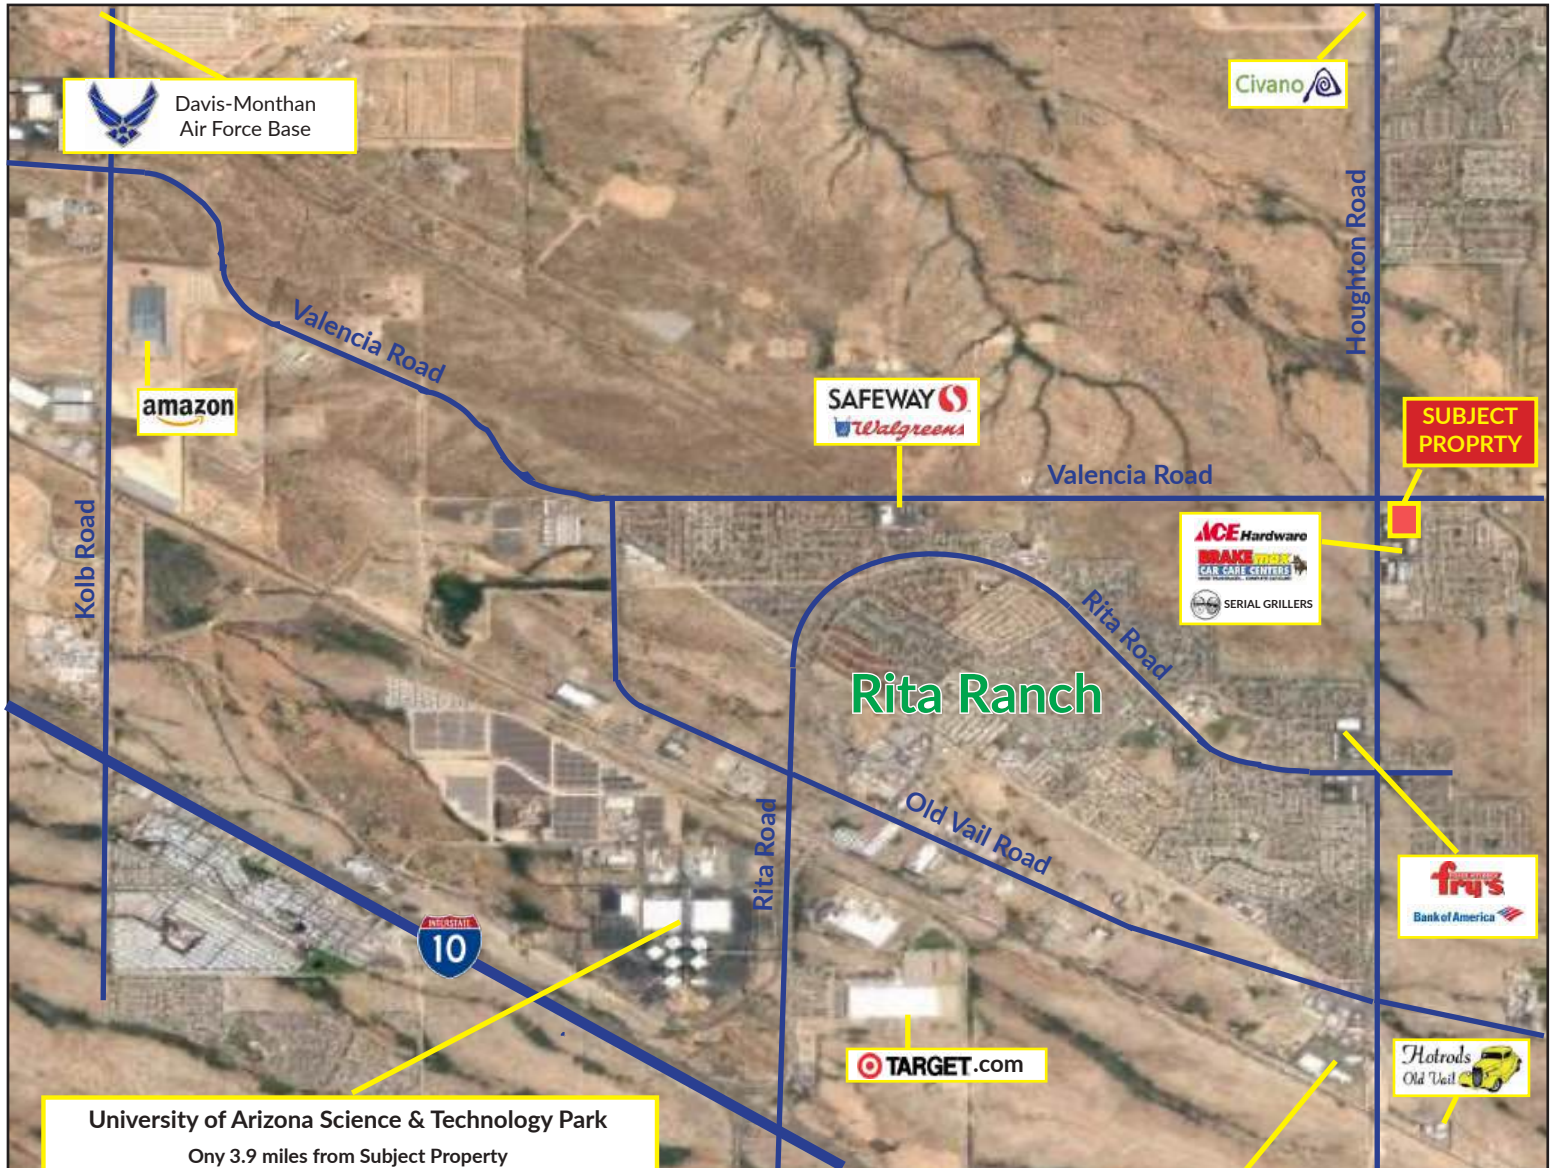 Davis-Monthan
Air Force Base
Civano
Houghton Road
Valencia Road
amazon
SAFEWAY
Walgreens
SUBJECT
PROPRTY
Valencia Road
Kolb Road
ACE Hardware
BRAKEmax
CAR CARE CENTERS
SERIAL GRILLERS
Rita Road
Rita Ranch
Rita Road
Old Vail Road
fry's
Bank of America
INTERSTATE
10
TARGET.com
Hotrods
Old Vail
University of Arizona Science & Technology Park
Ony 3.9 miles from Subject Property